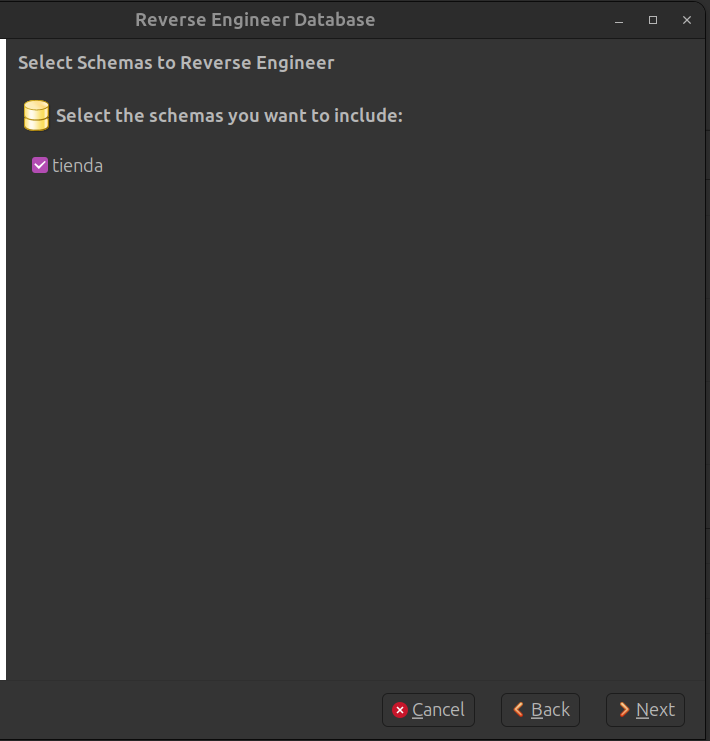 Reverse Engineer Database
Select Schemas to Reverse Engineer
Select the schemas you want to include:
tienda
Cancel
Back
Next